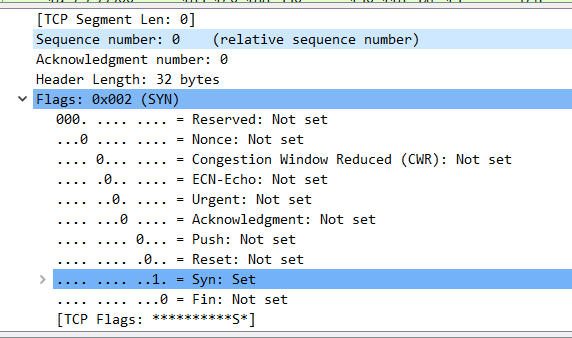 [TCP Segment Len: 0]
Sequence number: 0    (relative sequence number)
Acknowledgment number: 0
Header Length: 32 bytes
Flags: 0x002 (SYN)
000. .... .... = Reserved: Not set
...0 .... .... = Nonce: Not set
.... 0... .... = Congestion Window Reduced (CWR): Not set
.... .0.. .... = ECN-Echo: Not set
.... ..0. .... = Urgent: Not set
.... ...0 .... = Acknowledgment: Not set
.... .... 0... = Push: Not set
.... .... .0.. = Reset: Not set
.... .... ..1. = Syn: Set
.... .... ...0 = Fin: Not set
[TCP Flags: **********S*]